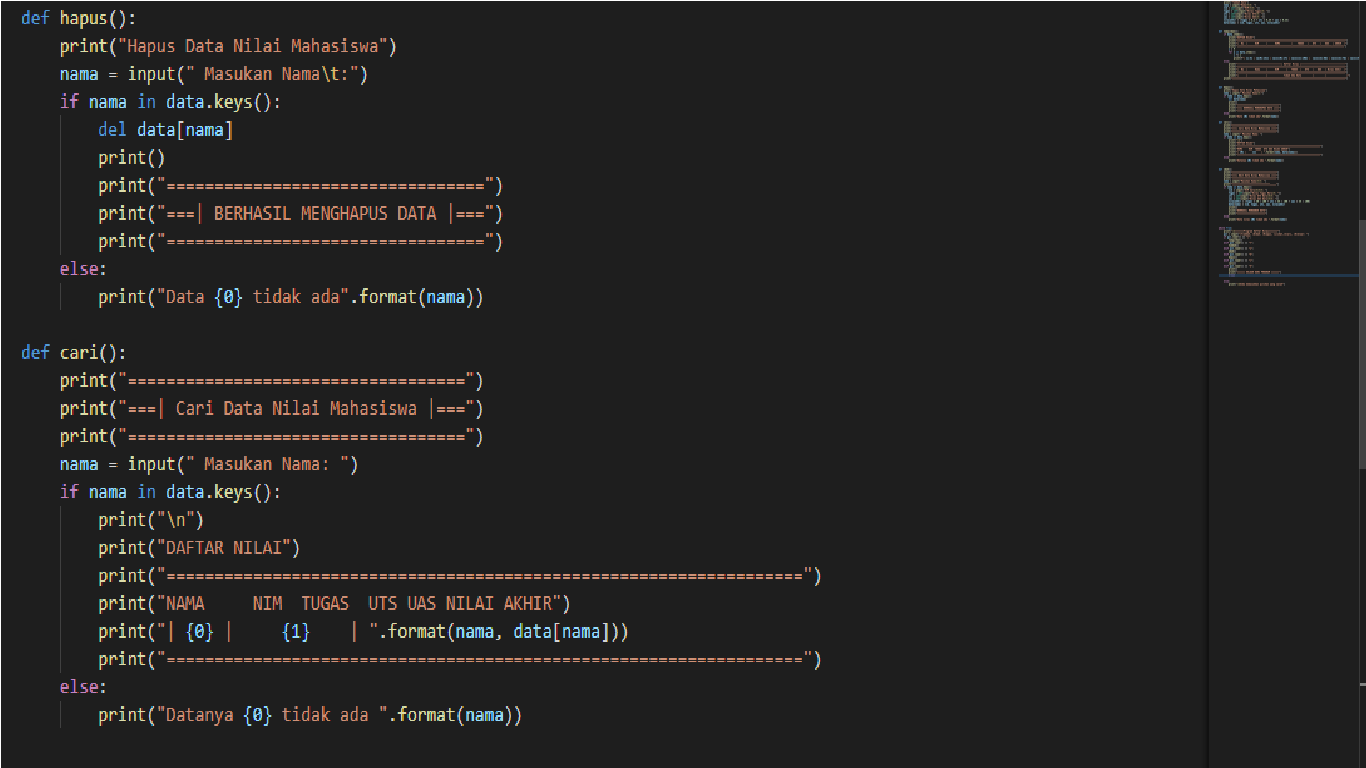 def hapus():
    print("Hapus Data Nilai Mahasiswa")
    nama = input(" Masukan Nama\t:")
    if nama in data.keys():
        del data[nama]
        print()
        print("=================================")
        print("===| BERHASIL MENGHAPUS DATA |===")
        print("=================================")
    else:
        print("Data {0} tidak ada".format(nama))

def cari():
    print("===================================")
    print("===| Cari Data Nilai Mahasiswa |===")
    print("===================================")
    nama = input(" Masukan Nama: ")
    if nama in data.keys():
        print("\n")
        print("DAFTAR NILAI")
        print("==================================================================")
        print("NAMA     NIM  TUGAS  UTS UAS NILAI AKHIR")
        print("| {0} |     {1}    | ".format(nama, data[nama]))
        print("==================================================================")
    else:
        print("Datanya {0} tidak ada ".format(nama))